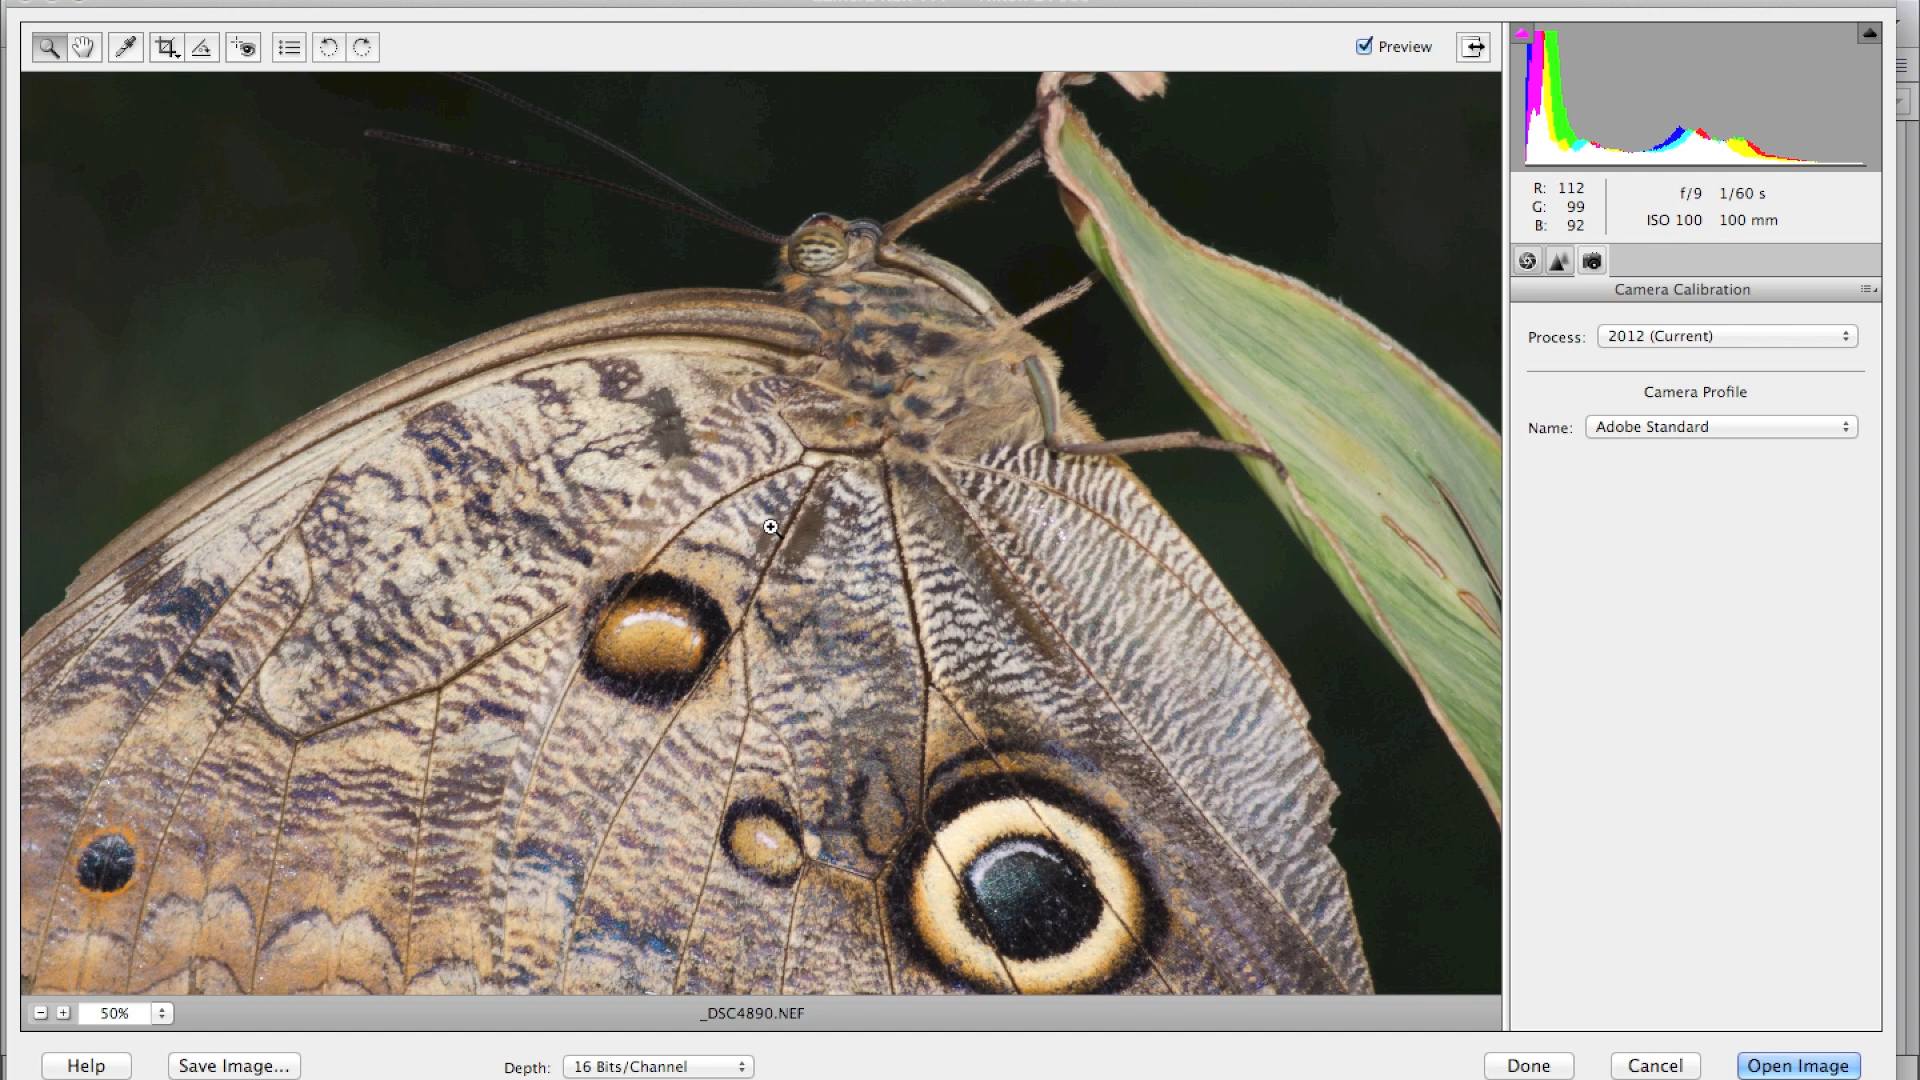 Preview
R: 112
G: 99
B: 92
f/9 1/60 s
ISO 100 100 mm
Camera Calibration
Process: 2012 (Current)
Camera Profile
Name: Adobe Standard
50%
_DSC4890.NEF
Help
Save Image...
Depth: 16 Bits/Channel
Done
Cancel
Open Image